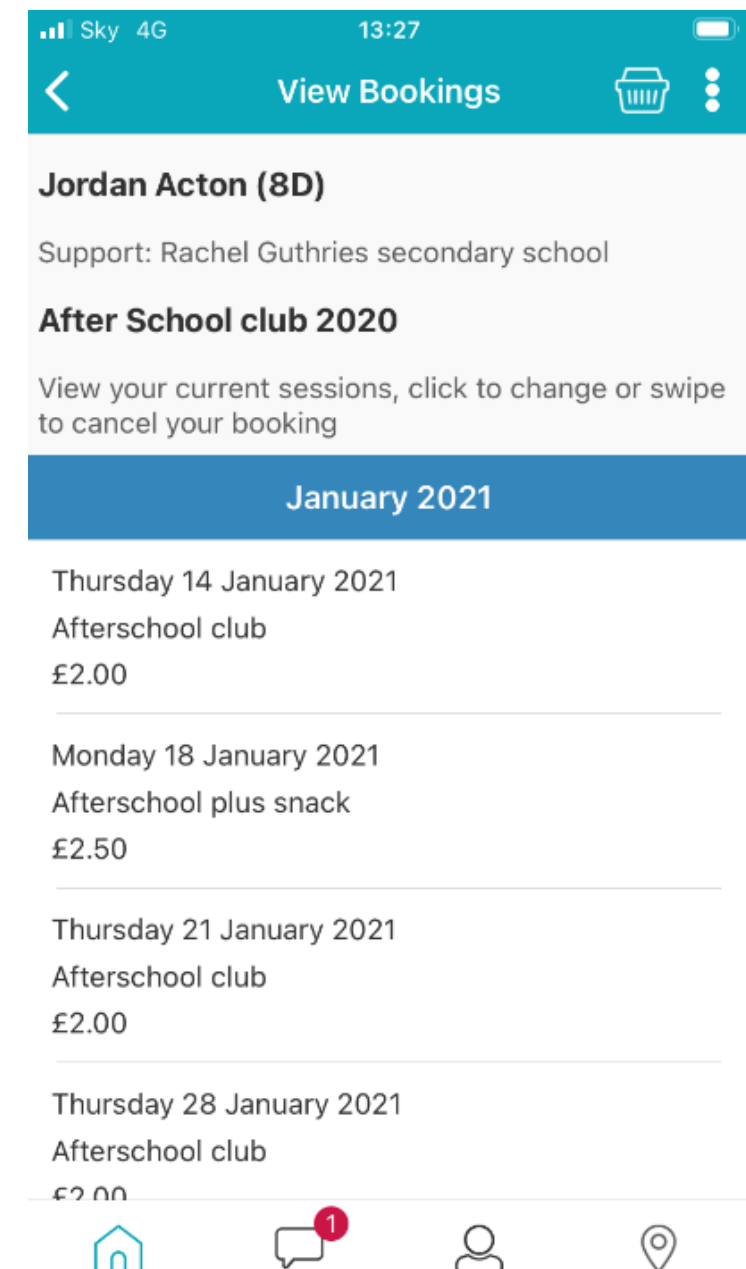 Sky 4G
13:27
View Bookings
Jordan Acton (8D)
Support: Rachel Guthries secondary school
After School club 2020
View your current sessions, click to change or swipe
to cancel your booking
January 2021
Thursday 14 January 2021
Afterschool club
£2.00
Monday 18 January 2021
Afterschool plus snack
£2.50
Thursday 21 January 2021
Afterschool club
£2.00
Thursday 28 January 2021
Afterschool club
£2.00
1